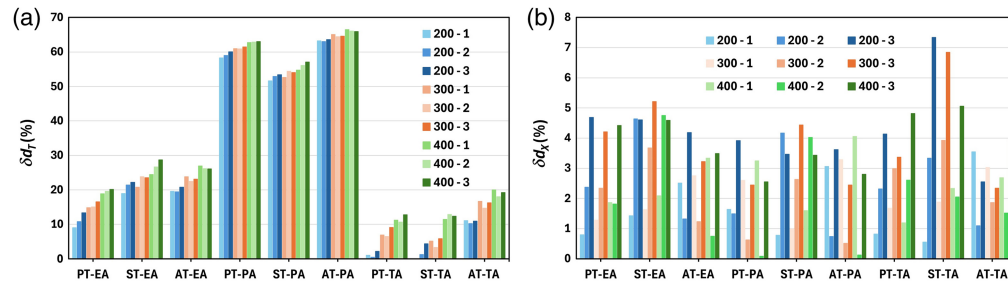 (a)
δd_T(%)
70
60
50
40
30
20
10
0
200 - 1
200 - 2
200 - 3
300 - 1
300 - 2
300 - 3
400 - 1
400 - 2
400 - 3
PT-EA ST-EA AT-EA PT-PA ST-PA AT-PA PT-TA ST-TA AT-TA
(b)
δd_X(%)
8
7
6
5
4
3
2
1
0
200 - 1 200 - 2 200 - 3
300 - 1 300 - 2 300 - 3
400 - 1 400 - 2 400 - 3
PT-EA ST-EA AT-EA PT-PA ST-PA AT-PA PT-TA ST-TA AT-TA